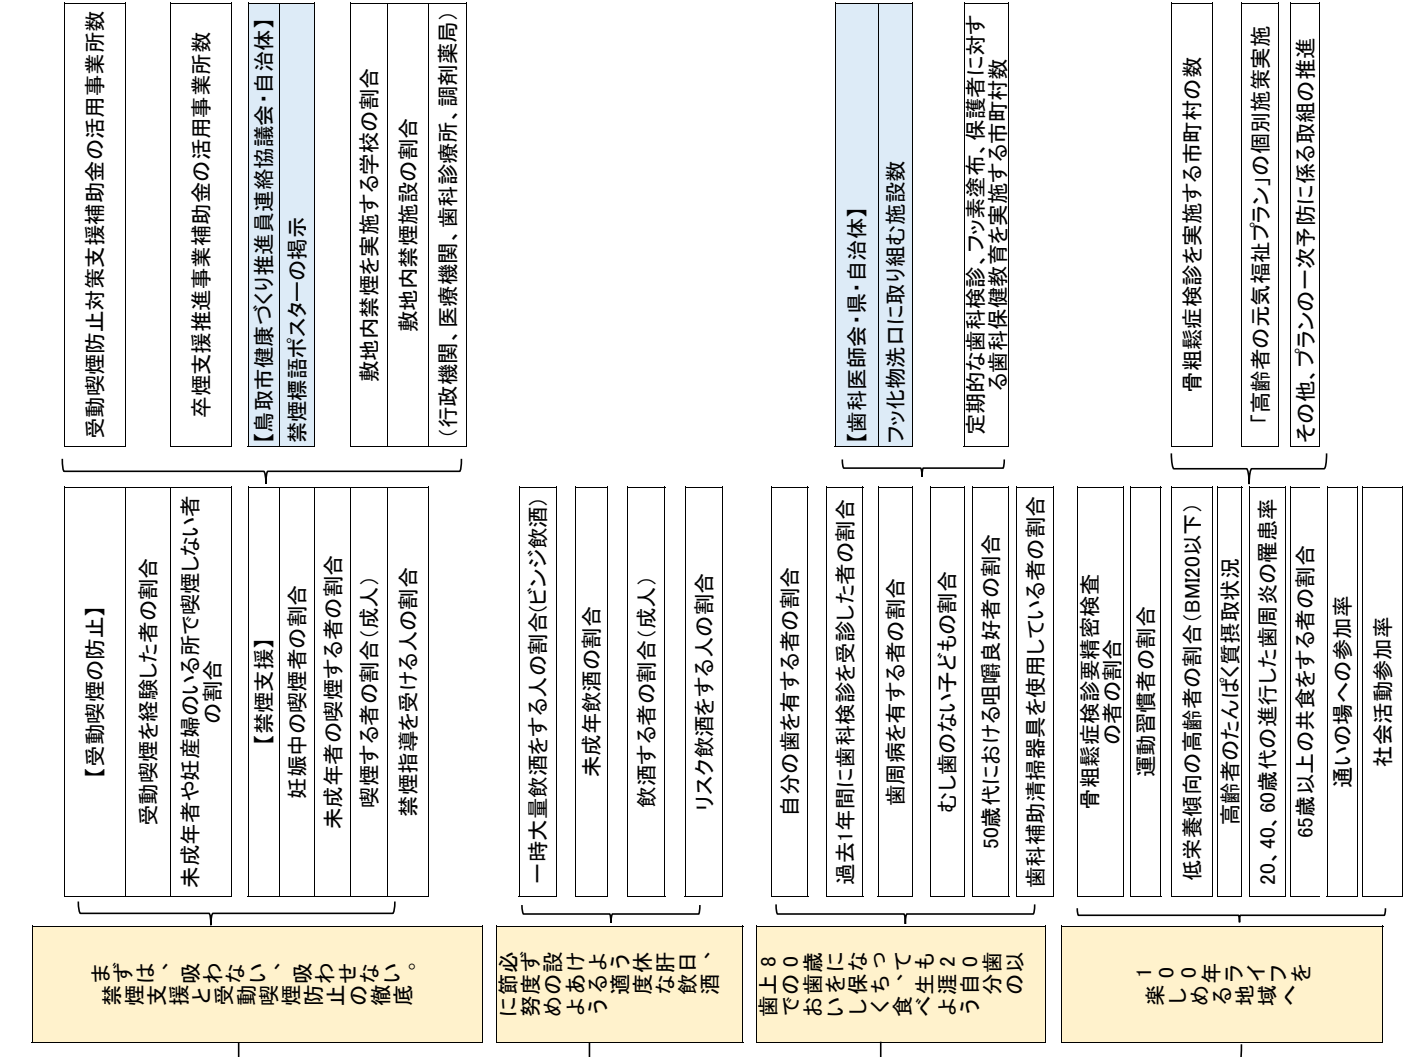 まずは、吸わない、吸わせない。
禁煙支援と受動喫煙防止の徹底
【受動喫煙の防止】
受動喫煙を経験した者の割合
未成年者や妊産婦のいる所で喫煙しない者
の割合
【禁煙支援】
妊娠中の喫煙者の割合
未成年者の喫煙する者の割合
喫煙する者の割合(成人)
禁煙指導を受ける人の割合
受動喫煙防止対策支援補助金の活用事業所数
卒煙支援推進事業補助金の活用事業所数
【鳥取市健康づくり推進員連絡協議会・自治体】
禁煙標語ポスターの掲示
敷地内禁煙を実施する学校の割合
敷地内禁煙施設の割合
(行政機関、医療機関、歯科診療所、調剤薬局)
必ず設けよう休肝日、
節度のある適度な飲酒
に努めよう
一時大量飲酒をする人の割合(ビンジ飲酒)
未成年飲酒の割合
飲酒する者の割合(成人)
リスク飲酒をする人の割合
80歳になっても20歯以
上の歯を保ち、生涯自分の
歯でおいしく食べよう
自分の歯を有する者の割合
過去1年間に歯科検診を受診した者の割合
歯周病を有する者の割合
むし歯のない子どもの割合
50歳代における咀嚼良好者の割合
歯科補助清掃器具を使用している者の割合
【歯科医師会・県・自治体】
フッ化物洗口に取り組む施設数
定期的な歯科検診、フッ素塗布、保護者に対す
る歯科保健教育を実施する市町村数
100年ライフを
楽しめる地域へ
骨粗鬆症検診要精密検査
の者の割合
運動習慣者の割合
低栄養傾向の高齢者の割合(BMI20以下)
高齢者のたんぱく質摂取状況
20、40、60歳代の進行した歯周炎の罹患率
65歳以上の共食をする者の割合
通いの場への参加率
社会活動参加率
骨粗鬆症検診を実施する市町村の数
「高齢者の元気福祉プラン」の個別施策実施
その他、プランの一次予防に係る取組の推進